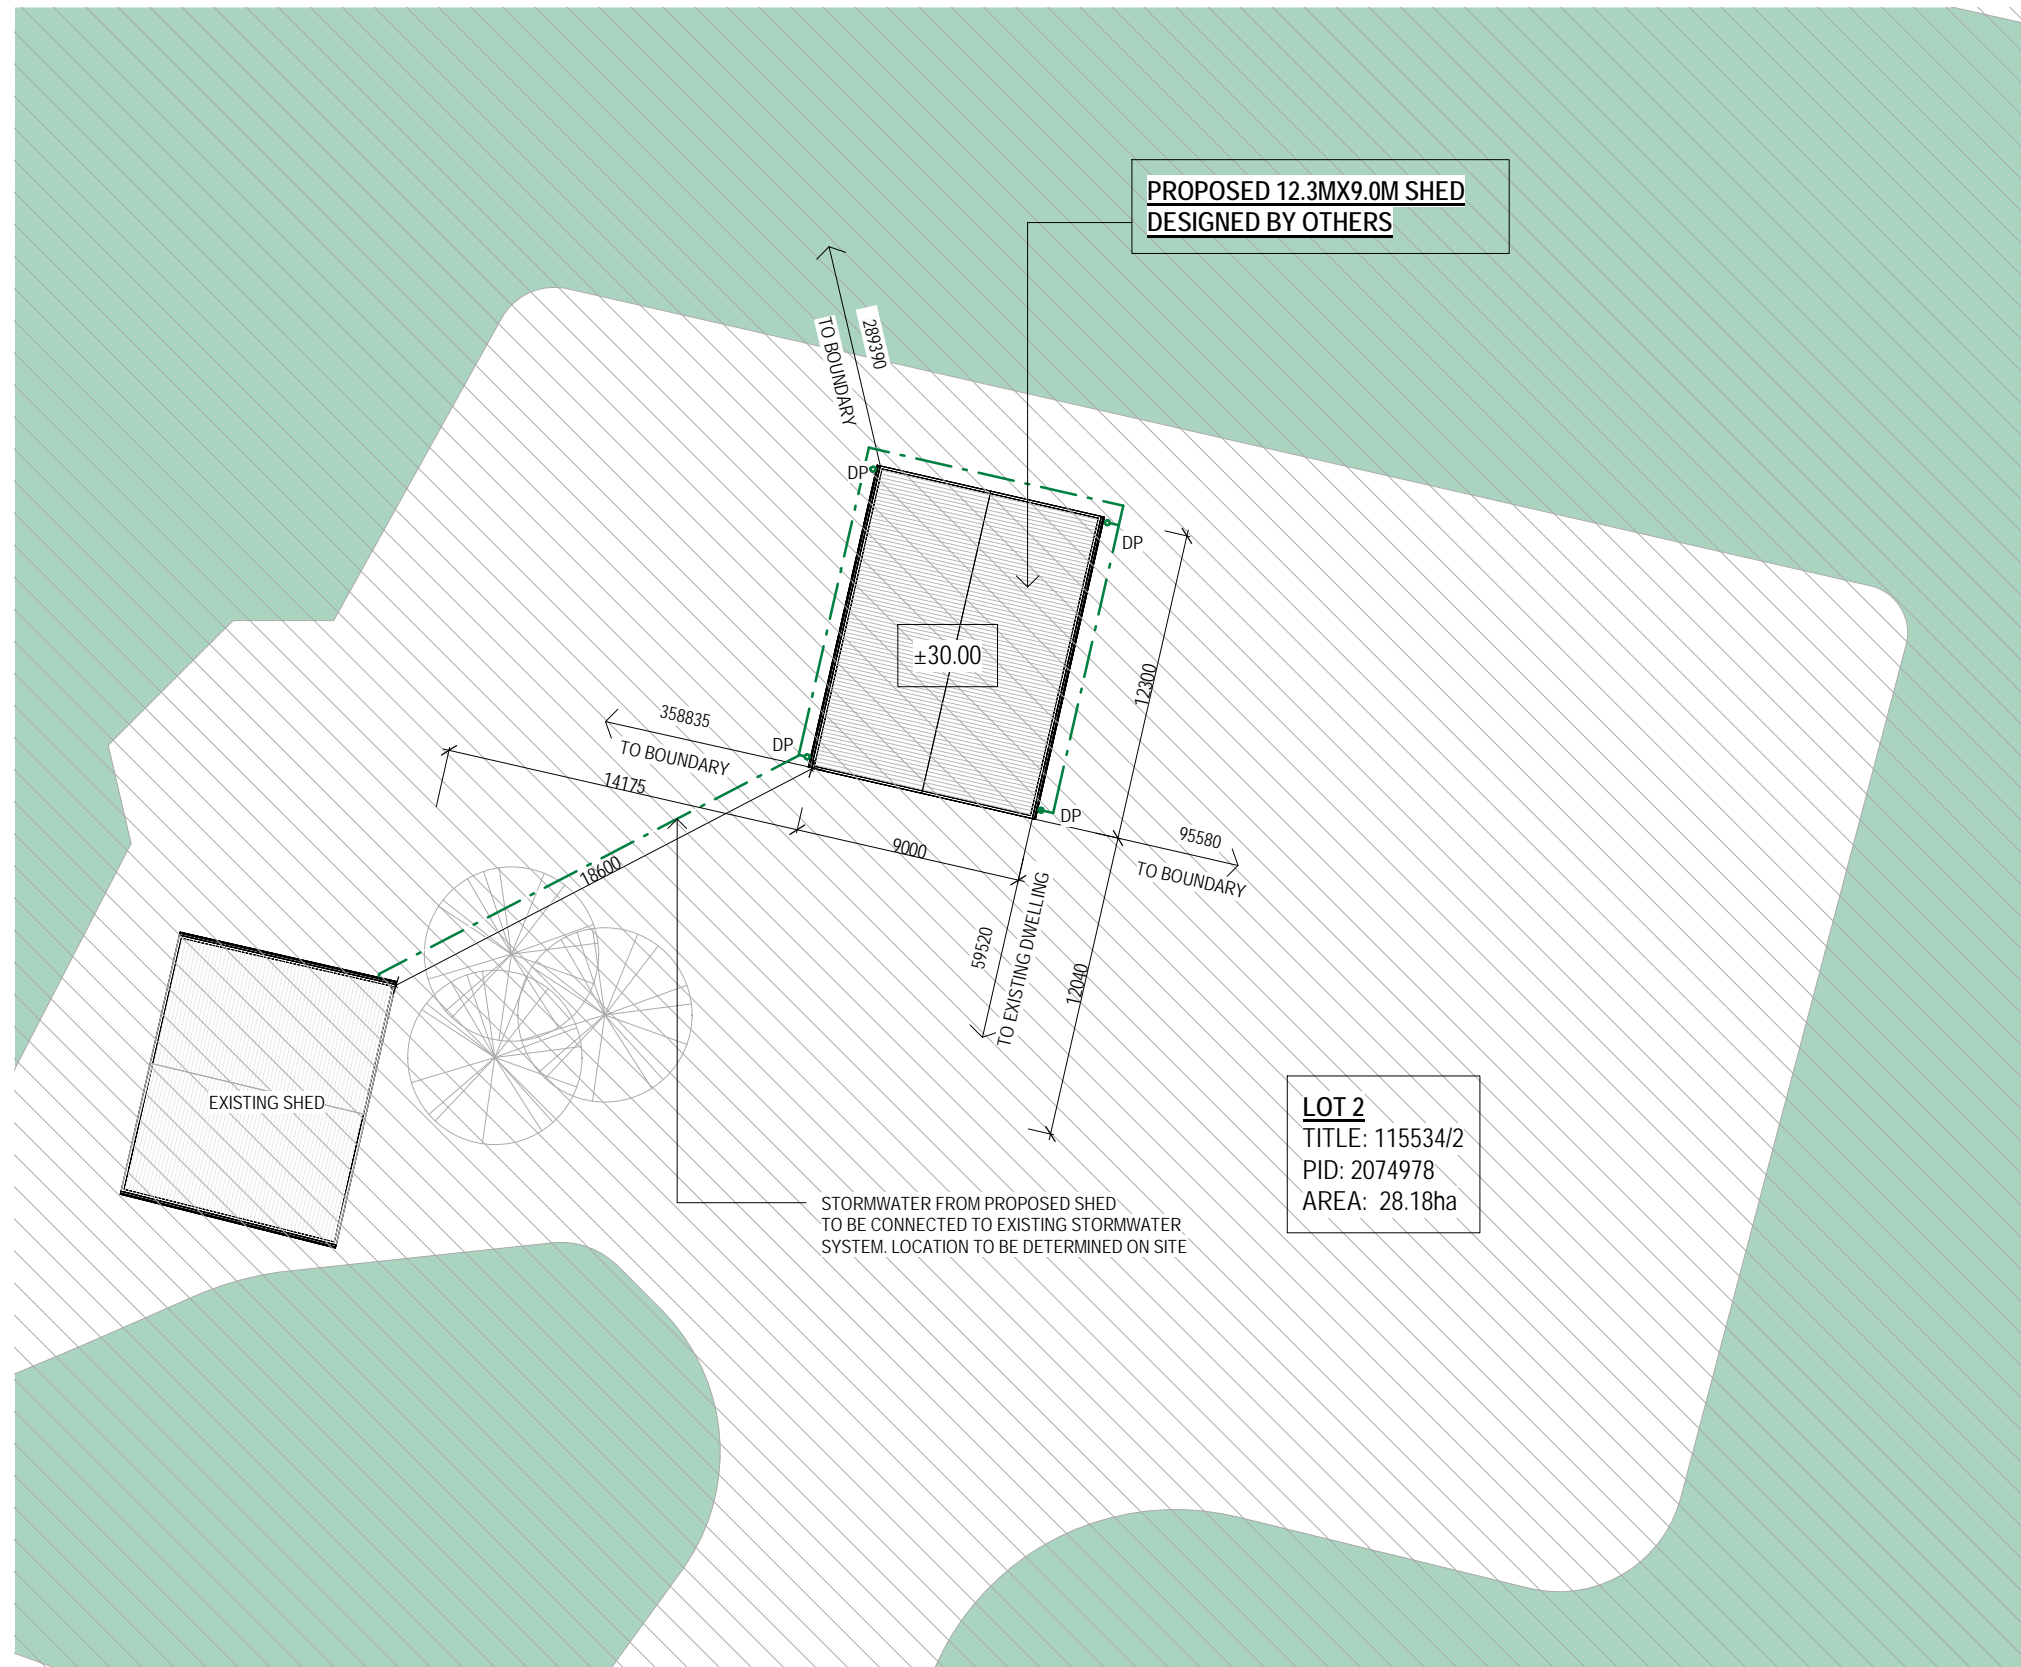 PROPOSED 12.3MX9.0M SHED
DESIGNED BY OTHERS
289390
TO BOUNDARY
DP
DP
12300
±30.00
358835
TO BOUNDARY
DP
14175
DP
9000
95580
TO BOUNDARY
18600
59520
TO EXISTING DWELLING
12040
EXISTING SHED
LOT 2
TITLE: 115534/2
PID: 2074978
AREA: 28.18ha
STORMWATER FROM PROPOSED SHED
TO BE CONNECTED TO EXISTING STORMWATER
SYSTEM. LOCATION TO BE DETERMINED ON SITE